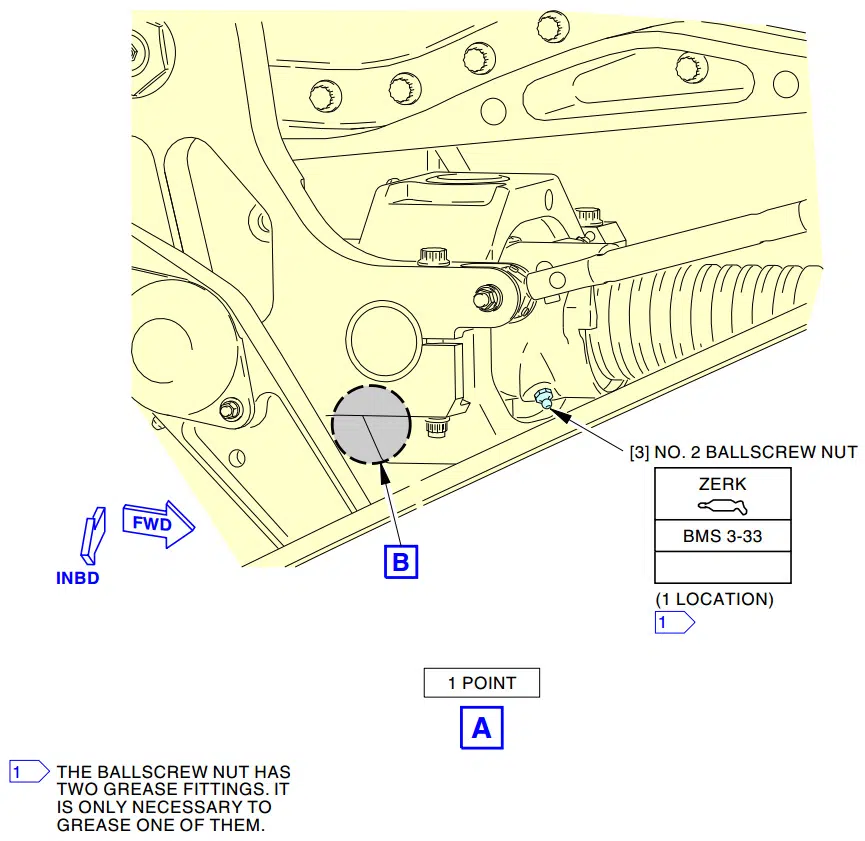 [3] NO. 2 BALLSCREW NUT
ZERK
BMS 3-33
(1 LOCATION)
1
FWD
INBD
B
1 POINT
A
1
THE BALLSCREW NUT HAS
TWO GREASE FITTINGS. IT
IS ONLY NECESSARY TO
GREASE ONE OF THEM.